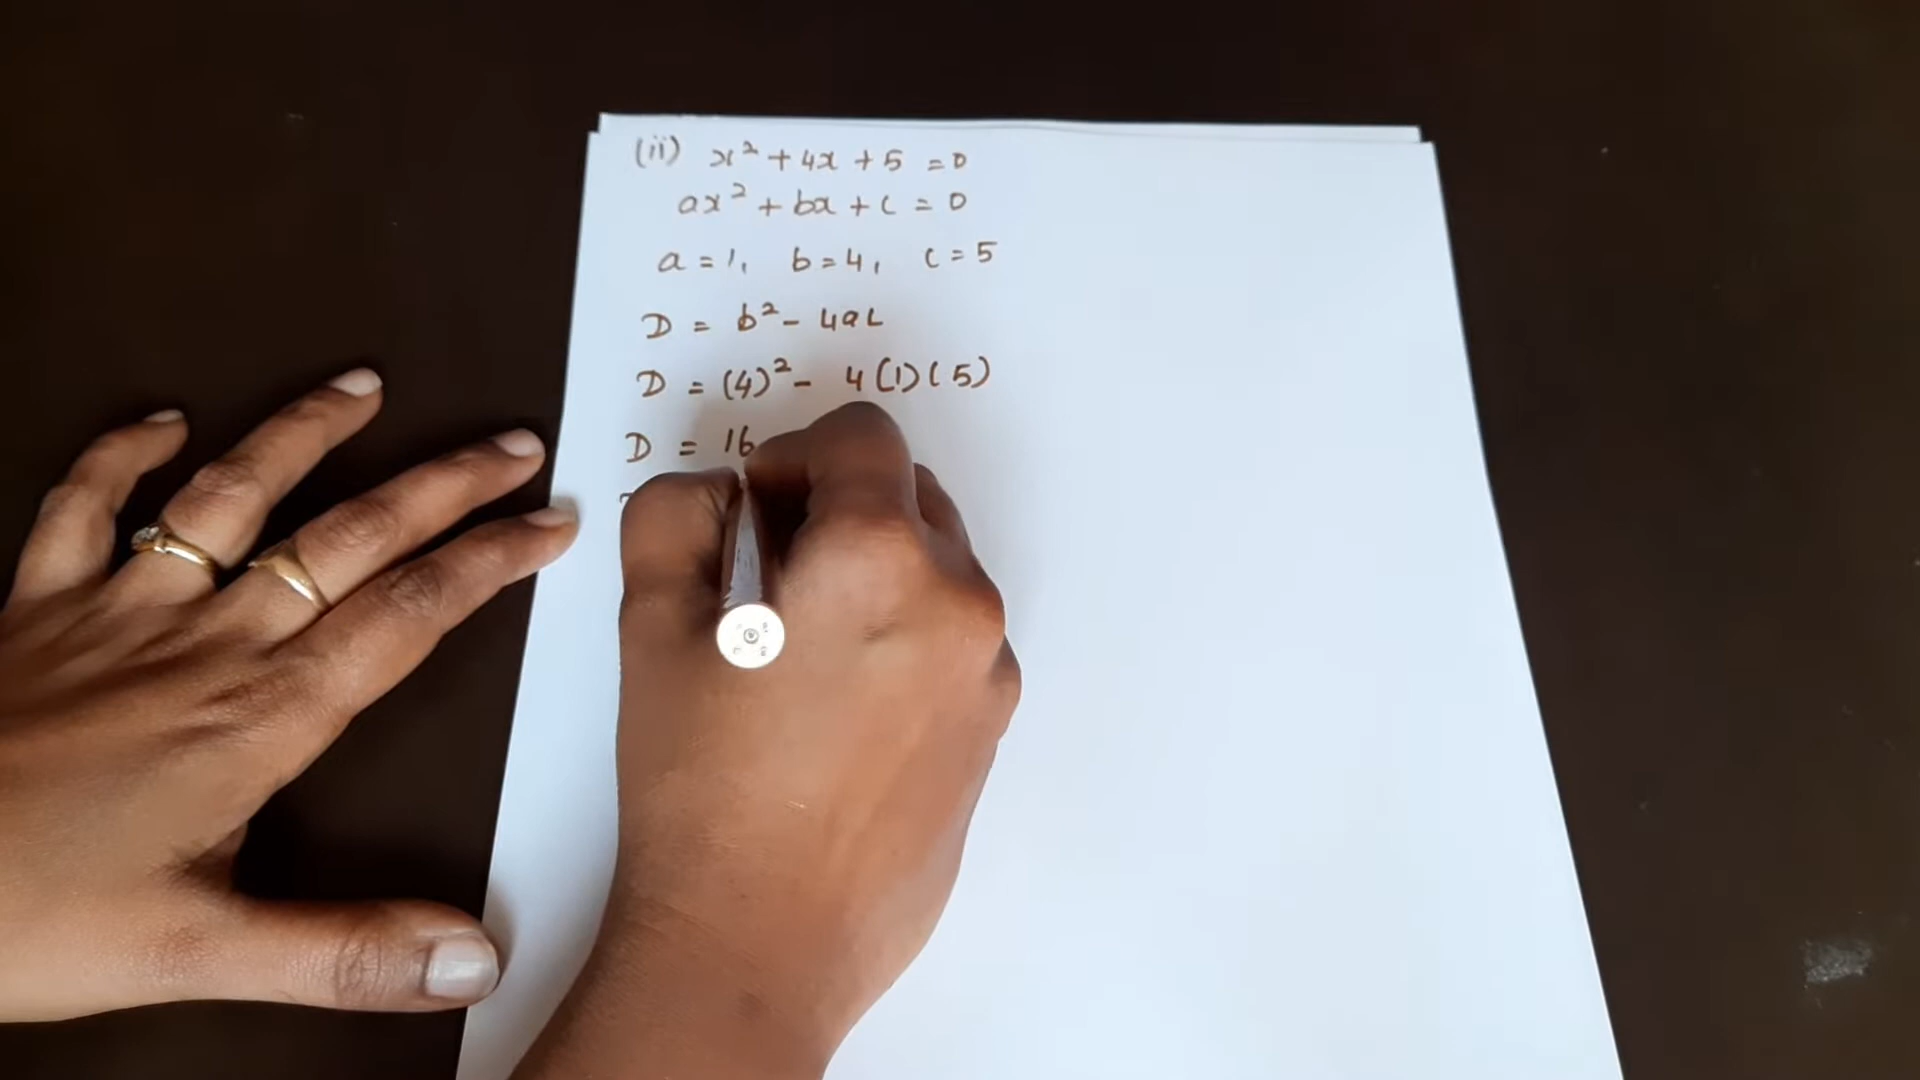 (ii) x² + 4x + 5 = 0
ax² + bx + c = 0
a = 1, b = 4, c = 5
D = b² - 4ac
D = (4)² - 4(1)(5)
D = 16